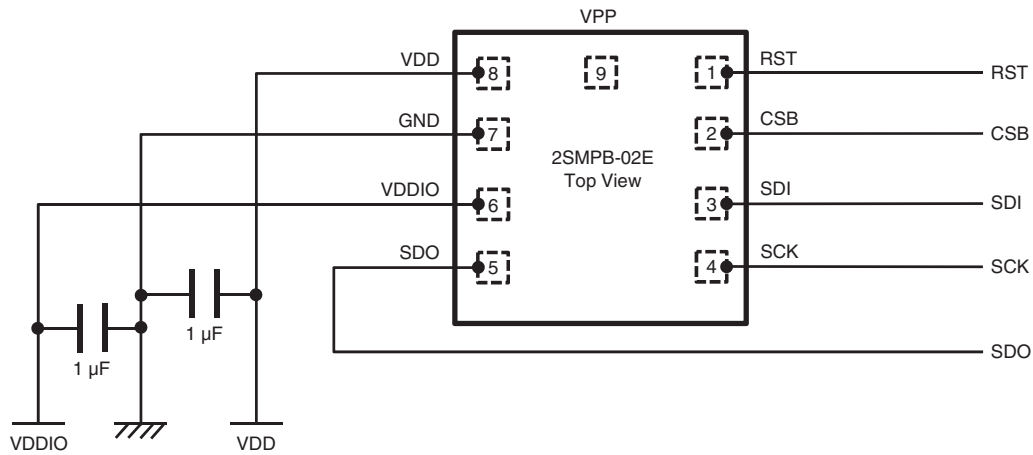 VPP
VDD
8
9
1
RST
RST
GND
7
2
CSB
CSB
2SMPB-02E
Top View
VDDIO
6
3
SDI
SDI
SDO
5
4
SCK
SCK
1 µF
1 µF
SDO
VDDIO
VDD